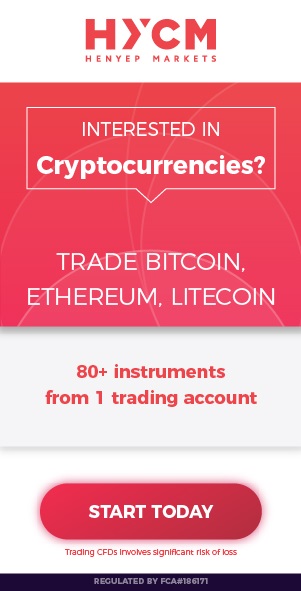 HYCM
HENYEP MARKETS
INTERESTED IN
Cryptocurrencies?
TRADE BITCOIN,
ETHEREUM, LITECOIN
80+ instruments
from 1 trading account
START TODAY
Trading CFDs involves significant risk of loss
REGULATED BY FCA#186171